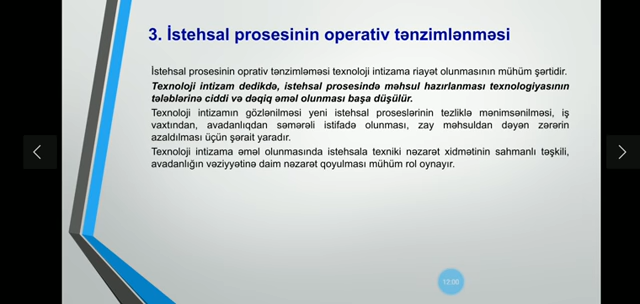 3. İstehsal prosesinin operativ tənzimlənməsi
İstehsal prosesinin oprativ tənzimləməsi texnoloji intizama riayət olunmasının mühüm şərtidir.
Texnoloji intizam dedikdə, istehsal prosesində məhsul hazırlanması texnologiyasının
tələblərinə ciddi və dəqiq əməl olunması başa düşülür.
Texnoloji intizamın gözlənilməsi yeni istehsal proseslərinin tezliklə mənimsənilməsi, iş
vaxtından, avadanlıqdan səmərəli istifadə olunması, zay məhsuldan dəyən zərərin
azaldılması üçün şərait yaradır.
Texnoloji intizama əməl olunmasında istehsala texniki nəzarət xidmətinin sahmanlı təşkili,
avadanlığın vəziyyətinə daim nəzarət qoyulması mühüm rol oynayır.
12:00